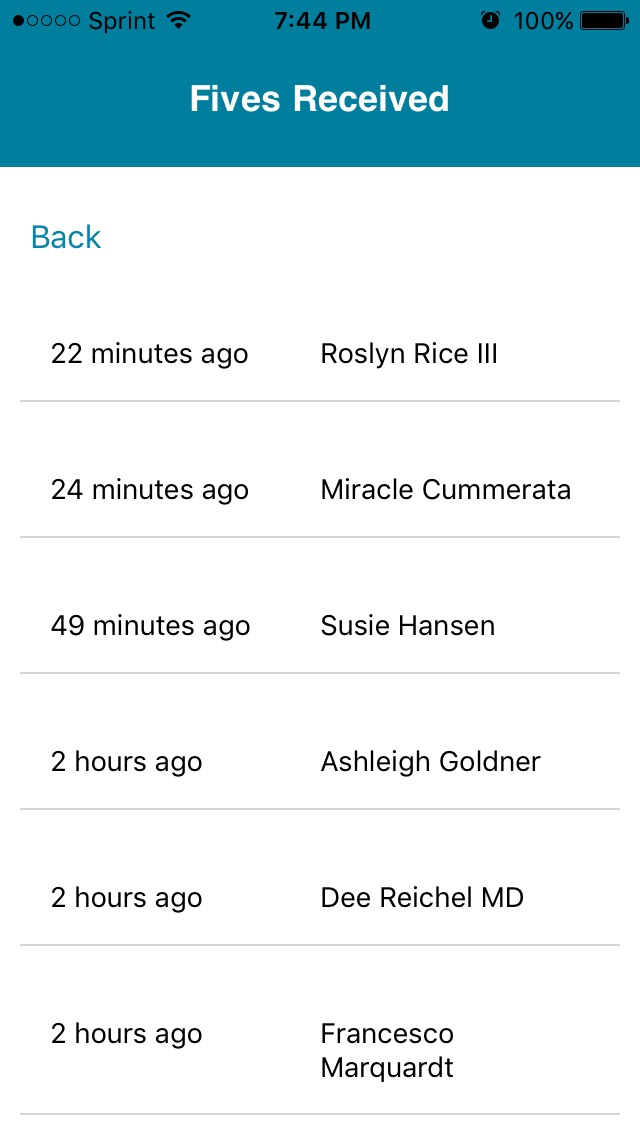 Sprint 7:44 PM 100%
Fives Received
Back
22 minutes ago Roslyn Rice III
24 minutes ago Miracle Cummerata
49 minutes ago Susie Hansen
2 hours ago Ashleigh Goldner
2 hours ago Dee Reichel MD
2 hours ago Francesco
Marquardt